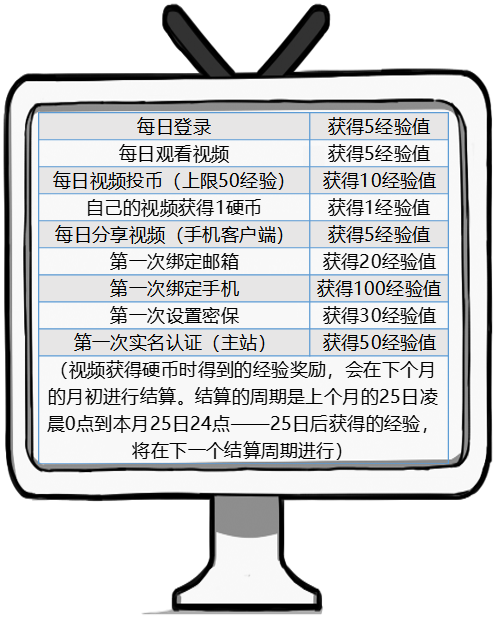 每日登录 获得5经验值
每日观看视频 获得5经验值
每日视频投币（上限50经验） 获得10经验值
自己的视频获得1硬币 获得1经验值
每日分享视频（手机客户端） 获得5经验值
第一次绑定邮箱 获得20经验值
第一次绑定手机 获得100经验值
第一次设置密保 获得30经验值
第一次实名认证（主站） 获得50经验值
（视频获得硬币时得到的经验奖励，会在下个月
的月初进行结算。结算的周期是上个月的25日凌
晨0点到本月25日24点——25日后获得的经验，
将在下一个结算周期进行）